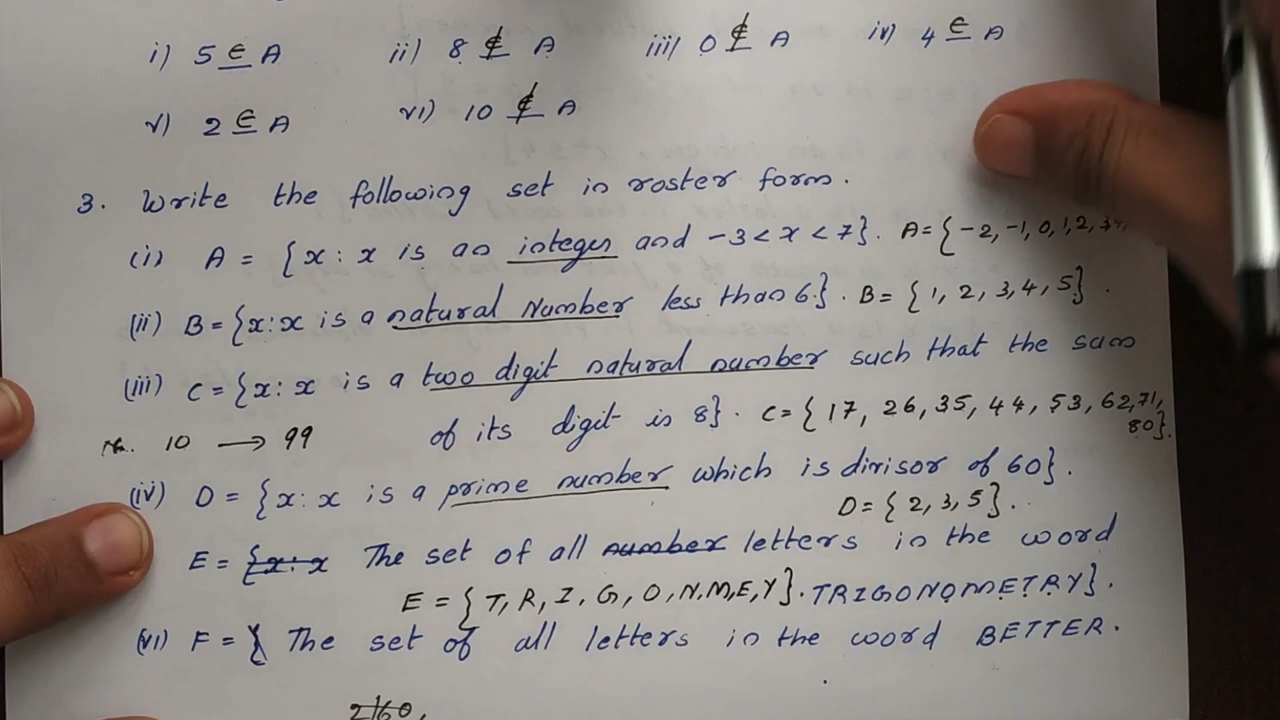 i) 5 ∈ A ii) 8 ∉ A iii) 0 ∉ A iv) 4 ∈ A
v) 2 ∈ A vi) 10 ∉ A
3. Write the following set in roster form.
(i) A = {x : x is an integer and -3 < x < 7}. A = {-2, -1, 0, 1, 2, 3
(ii) B = {x : x is a natural Number less than 6}. B = {1, 2, 3, 4, 5}.
(iii) C = {x : x is a two digit natural number such that the sum
of its digit is 8}. C = {17, 26, 35, 44, 53, 62, 71,
80}.
10 → 99
(iv) D = {x : x is a prime number which is divisor of 60}.
D = {2, 3, 5}.
E = {x : x The set of all number letters in the word
E = {T, R, I, G, O, N, M, E, Y}. TRIGONOMETRY}.
(vi) F = { The set of all letters in the word BETTER.
2|60